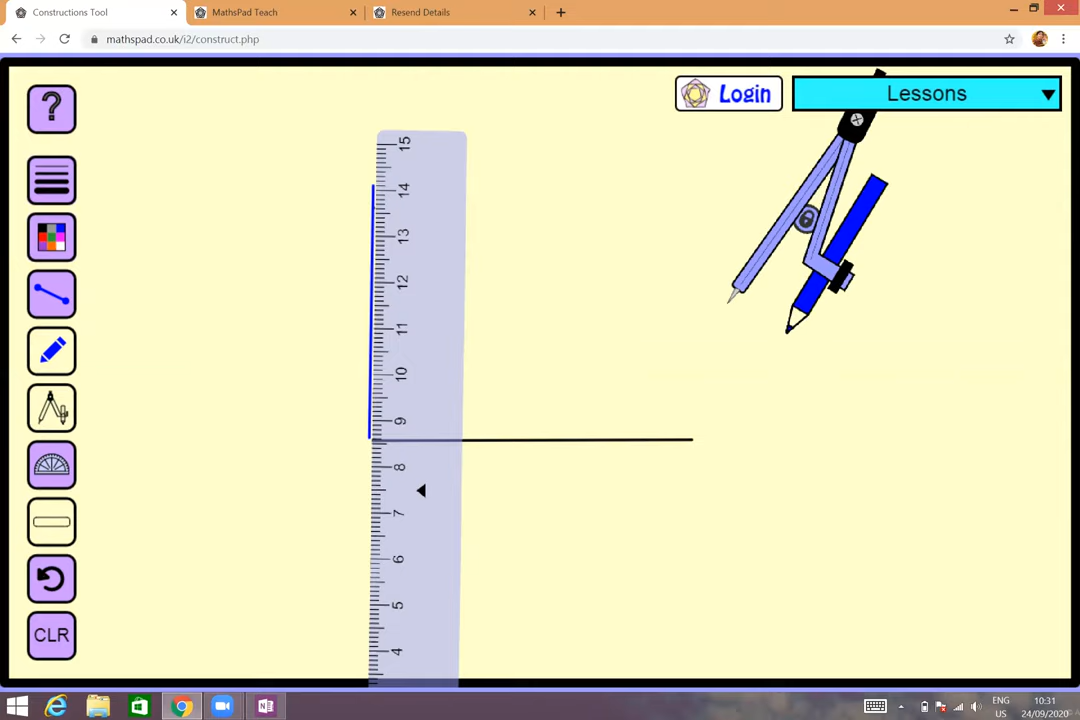 Constructions Tool
MathsPad Teach
Resend Details
mathspad.co.uk/i2/construct.php
?
Login
Lessons
15
14
13
12
11
10
9
8
7
6
5
4
CLR
ENG
US
10:31
24/09/2020